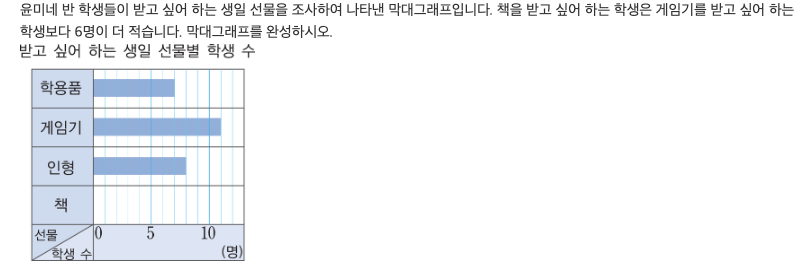 윤미네 반 학생들이 받고 싶어 하는 생일 선물을 조사하여 나타낸 막대그래프입니다. 책을 받고 싶어 하는 학생은 게임기를 받고 싶어 하는
학생보다 6명이 더 적습니다. 막대그래프를 완성하시오.
받고 싶어 하는 생일 선물별 학생 수
학용품
게임기
인형
책
선물 0 5 10
학생 수 (명)